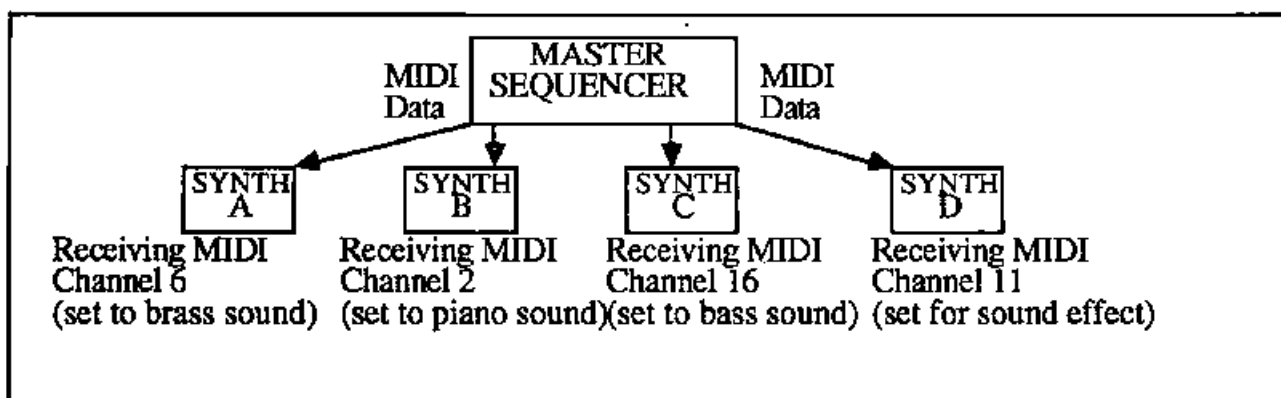 MASTER
SEQUENCER
MIDI
Data
MIDI
Data
SYNTH
A
SYNTH
B
SYNTH
C
SYNTH
D
Receiving MIDI
Channel 6
(set to brass sound)
Receiving MIDI
Channel 2
(set to piano sound)
Receiving MIDI
Channel 16
(set to bass sound)
Receiving MIDI
Channel 11
(set for sound effect)